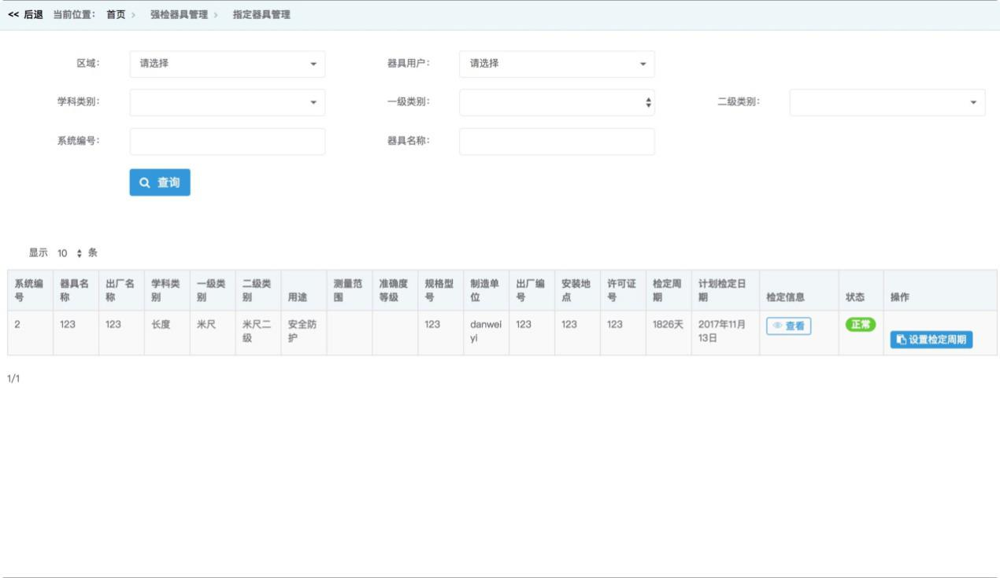 << 后退 当前位置： 首页 > 强检器具管理 > 指定器具管理
区域： 请选择 器具用户： 请选择
学科类别： 一级类别： 二级类别：
系统编号： 器具名称：
查询
显示 10 条
系统编号 器具名称 出厂名称 学科类别 一级类别 二级类别 用途 测量范围 准确度等级 规格型号 制造单位 出厂编号 安装地点 许可证号 检定周期 计划检定日期 检定信息 状态 操作
2 123 123 长度 米尺 米尺二级 安全防护 123 danweiyi 123 123 123 1826天 2017年11月13日 查看 正常 设置检定周期
1/1